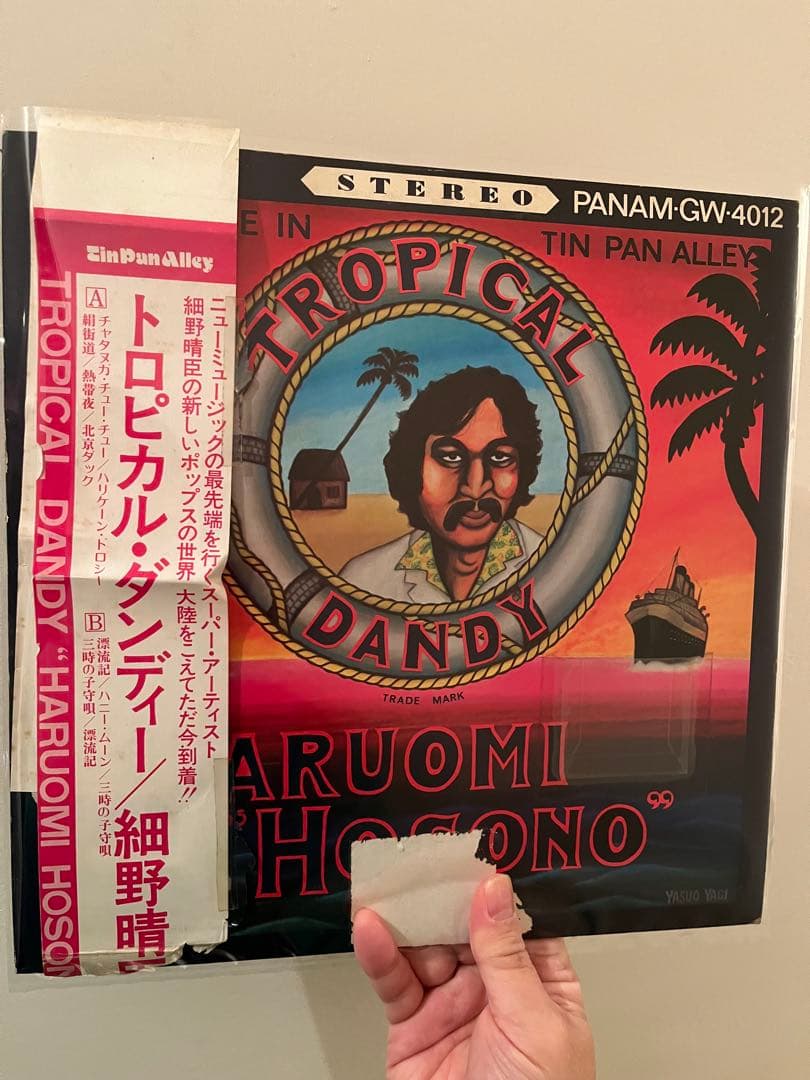 STEREO
PANAM·GW·4012
E IN
TIN PAN ALLEY
TROPICAL
DANDY
TRADE MARK
ARUOMI
HOSONO”
YASUO YAGI
Tin Pan Alley
ニューミュージックの最先端を行くスーパー・アーティスト
細野晴臣の新しいポップスの世界 大陸をこえてただ今到着!!
トロピカル・ダンディー/細野晴臣
A
チャタヌガ・チュー・チュー/ハリケーン・ドロシー
絹街道/熱帯夜/北京ダック
B
漂流記/ハニー・ムーン/三時の子守唄
三時の子守唄/漂流記
TROPICAL DANDY “HARUOMI HOSON